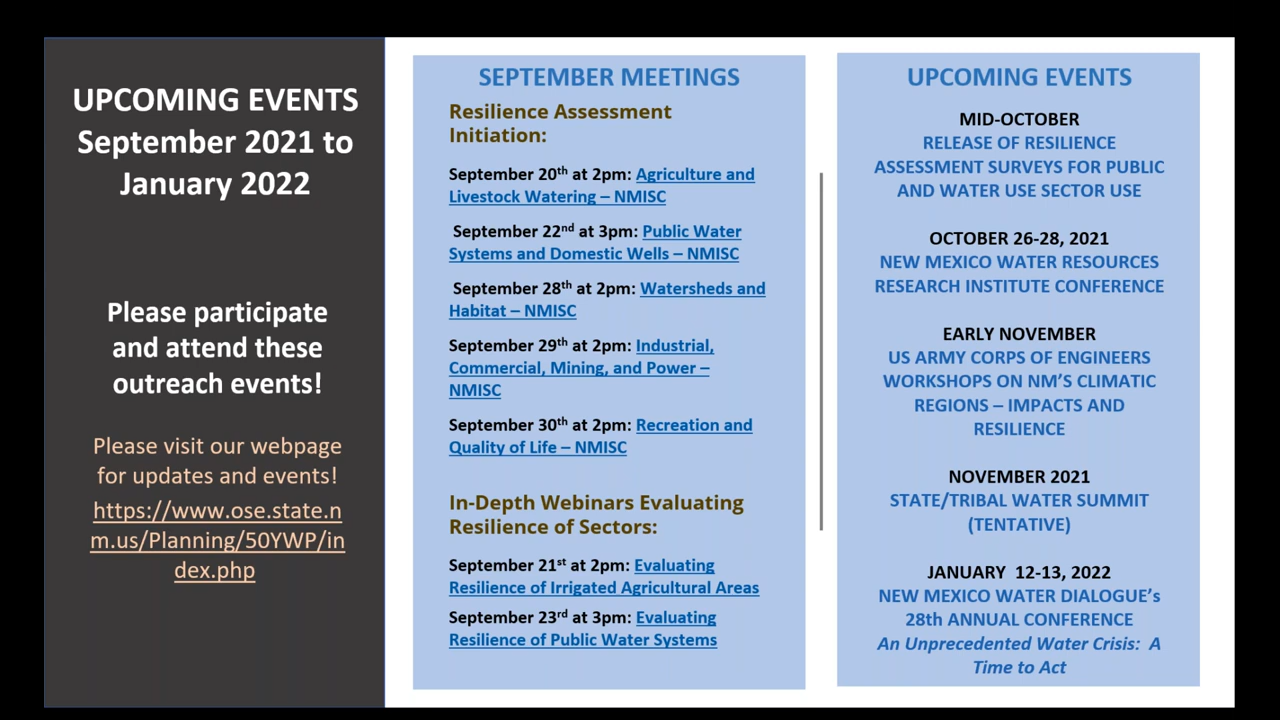 UPCOMING EVENTS
September 2021 to
January 2022
Please participate
and attend these
outreach events!
Please visit our webpage
for updates and events!
https://www.ose.state.n
m.us/Planning/50YWP/in
dex.php
SEPTEMBER MEETINGS
Resilience Assessment
Initiation:
September 20th at 2pm: Agriculture and
Livestock Watering – NMISC
September 22nd at 3pm: Public Water
Systems and Domestic Wells – NMISC
September 28th at 2pm: Watersheds and
Habitat – NMISC
September 29th at 2pm: Industrial,
Commercial, Mining, and Power –
NMISC
September 30th at 2pm: Recreation and
Quality of Life – NMISC
In-Depth Webinars Evaluating
Resilience of Sectors:
September 21st at 2pm: Evaluating
Resilience of Irrigated Agricultural Areas
September 23rd at 3pm: Evaluating
Resilience of Public Water Systems
UPCOMING EVENTS
MID-OCTOBER
RELEASE OF RESILIENCE
ASSESSMENT SURVEYS FOR PUBLIC
AND WATER USE SECTOR USE
OCTOBER 26-28, 2021
NEW MEXICO WATER RESOURCES
RESEARCH INSTITUTE CONFERENCE
EARLY NOVEMBER
US ARMY CORPS OF ENGINEERS
WORKSHOPS ON NM'S CLIMATIC
REGIONS – IMPACTS AND
RESILIENCE
NOVEMBER 2021
STATE/TRIBAL WATER SUMMIT
(TENTATIVE)
JANUARY 12-13, 2022
NEW MEXICO WATER DIALOGUE's
28th ANNUAL CONFERENCE
An Unprecedented Water Crisis: A
Time to Act